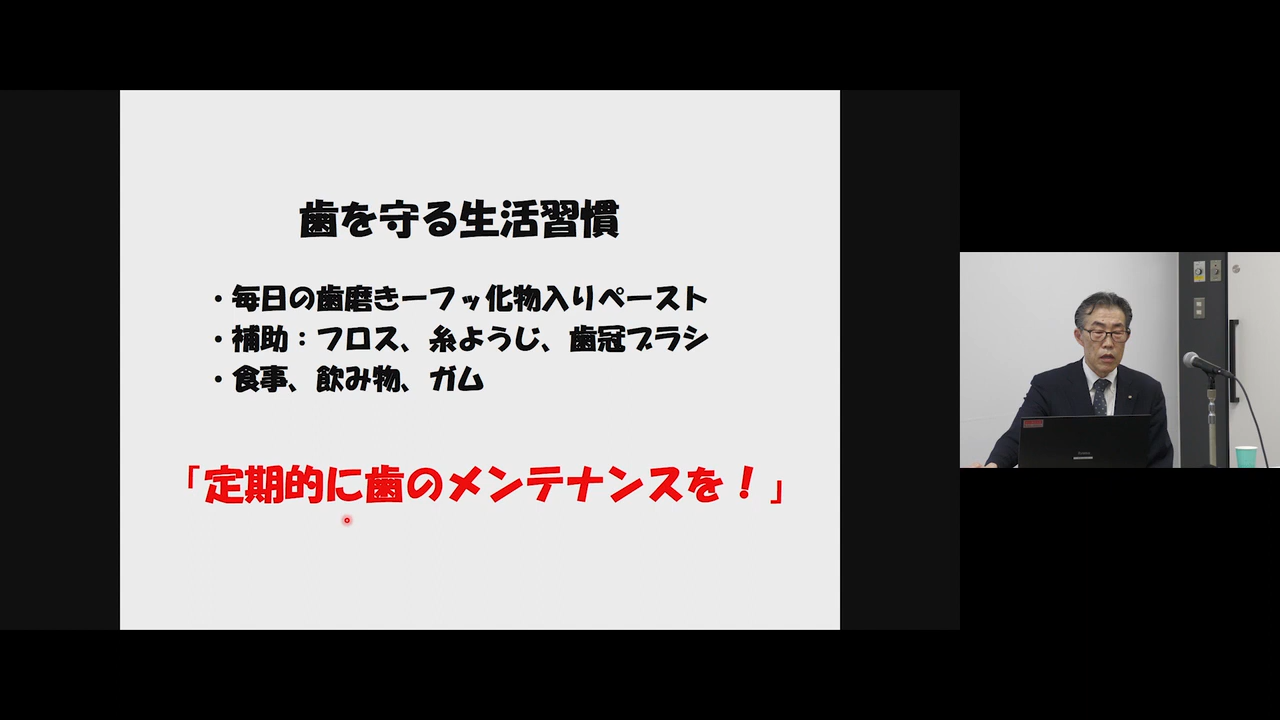 歯を守る生活習慣
・毎日の歯磨きーフッ化物入りペースト
・補助：フロス、糸ようじ、歯冠ブラシ
・食事、飲み物、ガム
「定期的に歯のメンテナンスを！」